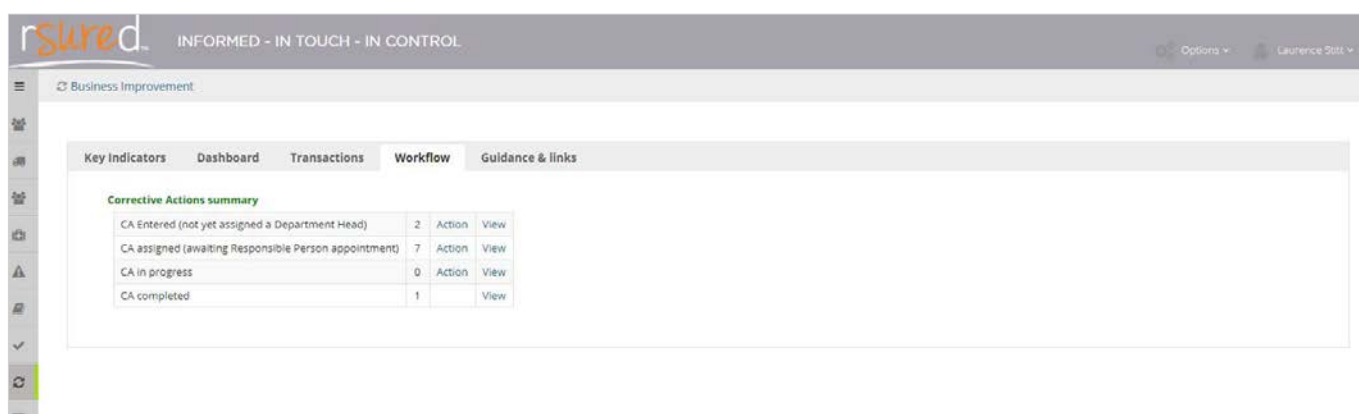 rsured™ INFORMED - IN TOUCH - IN CONTROL
Options Laurence Stitt
Business Improvement
Key Indicators Dashboard Transactions Workflow Guidance & links
Corrective Actions summary
CA Entered (not yet assigned a Department Head) 2 Action View
CA assigned (awaiting Responsible Person appointment) 7 Action View
CA in progress 0 Action View
CA completed 1 View